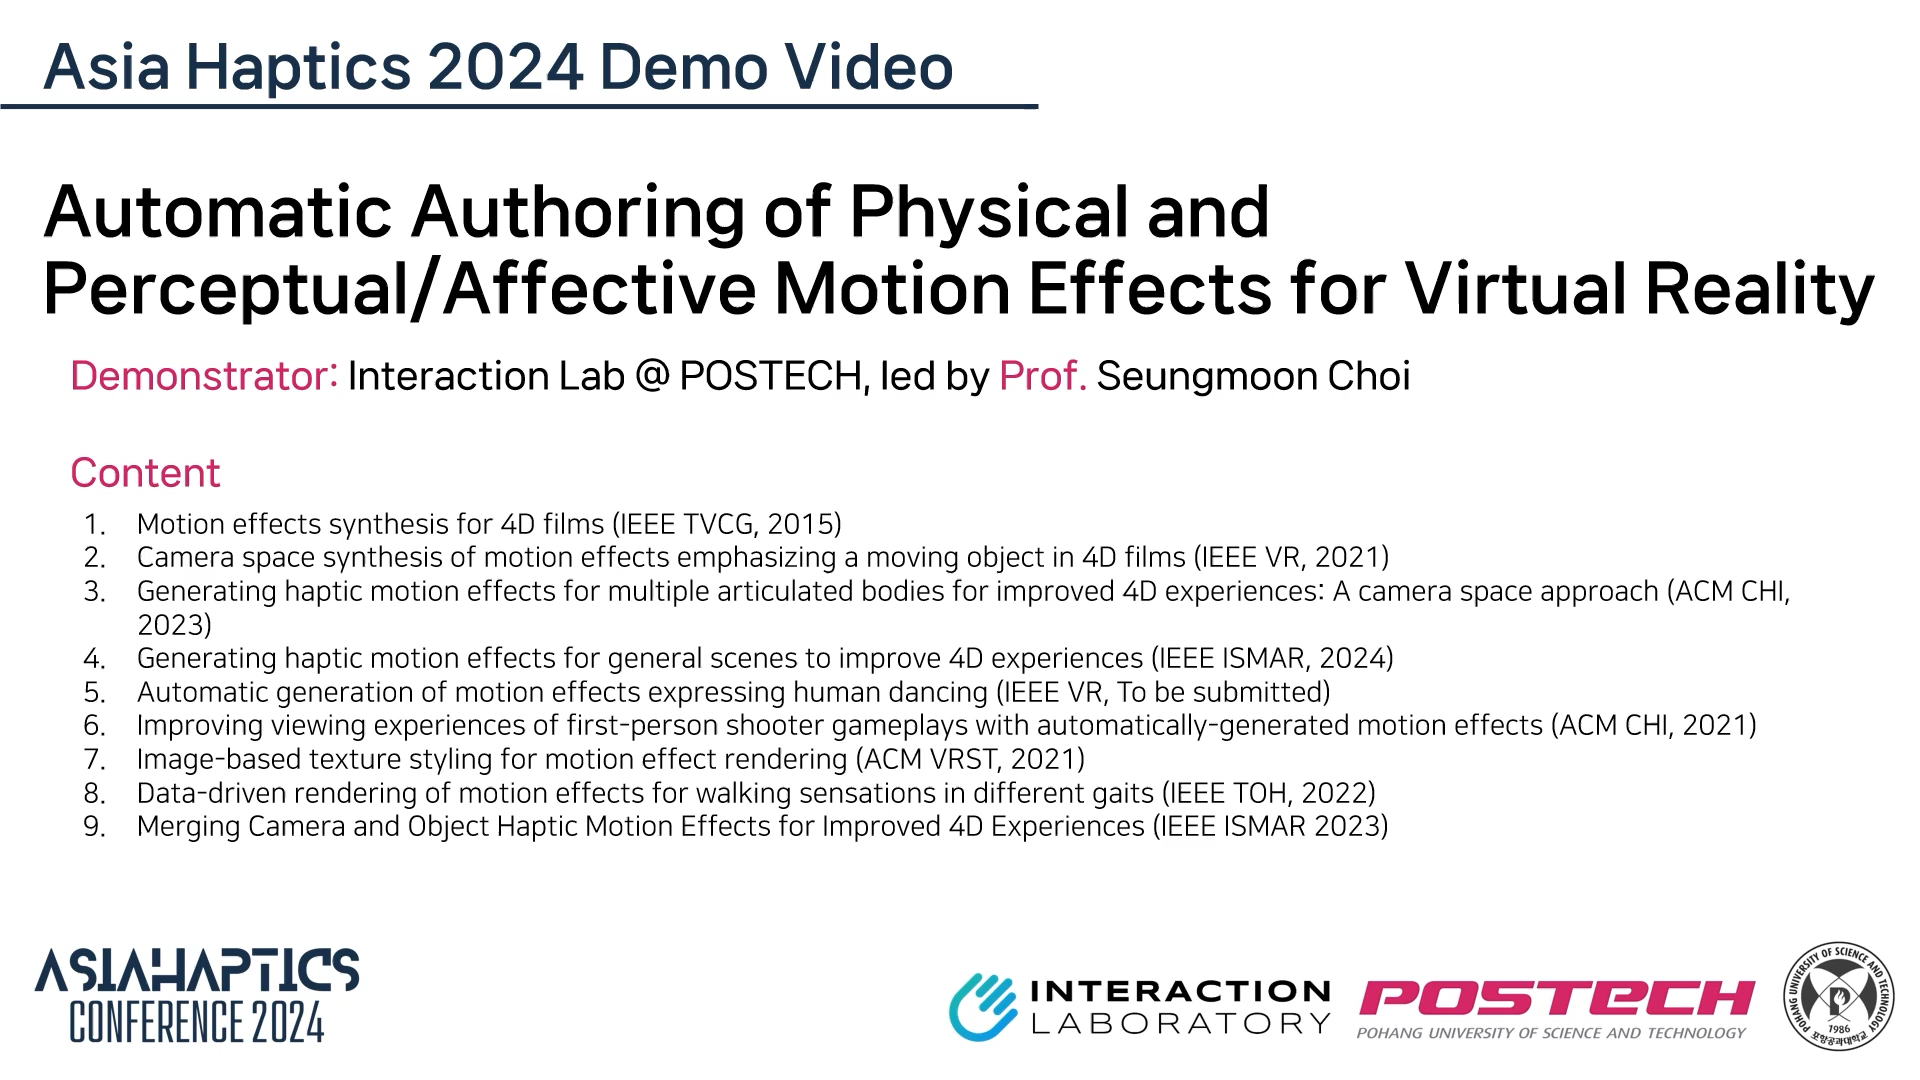 Asia Haptics 2024 Demo Video
Automatic Authoring of Physical and
Perceptual/Affective Motion Effects for Virtual Reality
Demonstrator: Interaction Lab @ POSTECH, led by Prof. Seungmoon Choi
Content
1. Motion effects synthesis for 4D films (IEEE TVCG, 2015)
2. Camera space synthesis of motion effects emphasizing a moving object in 4D films (IEEE VR, 2021)
3. Generating haptic motion effects for multiple articulated bodies for improved 4D experiences: A camera space approach (ACM CHI,
2023)
4. Generating haptic motion effects for general scenes to improve 4D experiences (IEEE ISMAR, 2024)
5. Automatic generation of motion effects expressing human dancing (IEEE VR, To be submitted)
6. Improving viewing experiences of first-person shooter gameplays with automatically-generated motion effects (ACM CHI, 2021)
7. Image-based texture styling for motion effect rendering (ACM VRST, 2021)
8. Data-driven rendering of motion effects for walking sensations in different gaits (IEEE TOH, 2022)
9. Merging Camera and Object Haptic Motion Effects for Improved 4D Experiences (IEEE ISMAR 2023)
ASIAHAPTICS
CONFERENCE 2024
INTERACTION
LABORATORY
POSTECH
POHANG UNIVERSITY OF SCIENCE AND TECHNOLOGY
POHANG UNIVERSITY OF SCIENCE AND TECHNOLOGY
P
1986
포항공과대학교